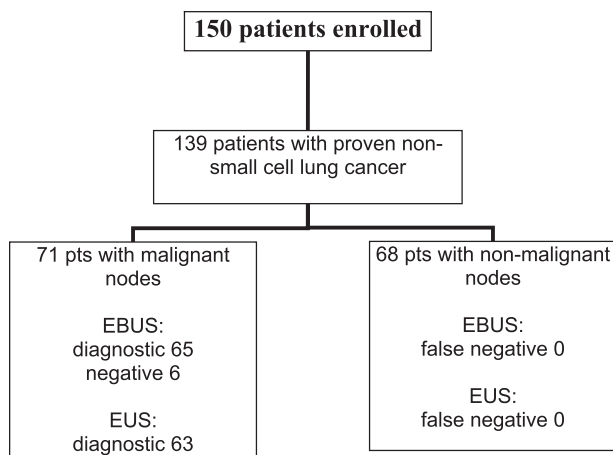 150 patients enrolled
139 patients with proven non-
small cell lung cancer
71 pts with malignant
nodes
EBUS:
diagnostic 65
negative 6
EUS:
diagnostic 63
68 pts with non-malignant
nodes
EBUS:
false negative 0
EUS:
false negative 0